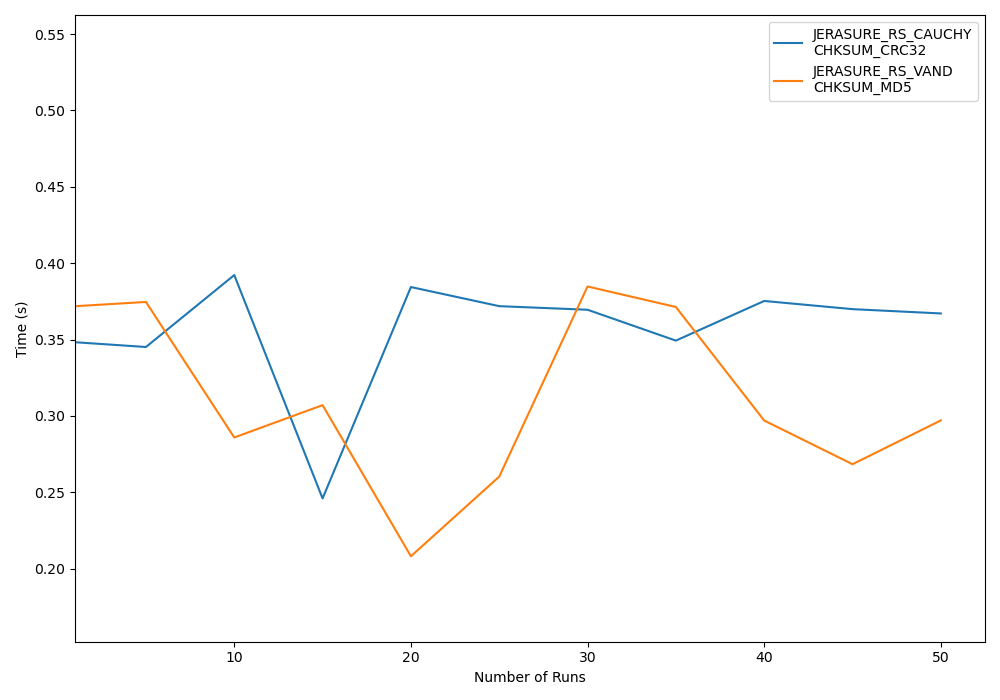 0.55
0.50
0.45
0.40
0.35
0.30
0.25
0.20
Time (s)
JERASURE_RS_CAUCHY
CHKSUM_CRC32
JERASURE_RS_VAND
CHKSUM_MD5
10 20 30 40 50
Number of Runs